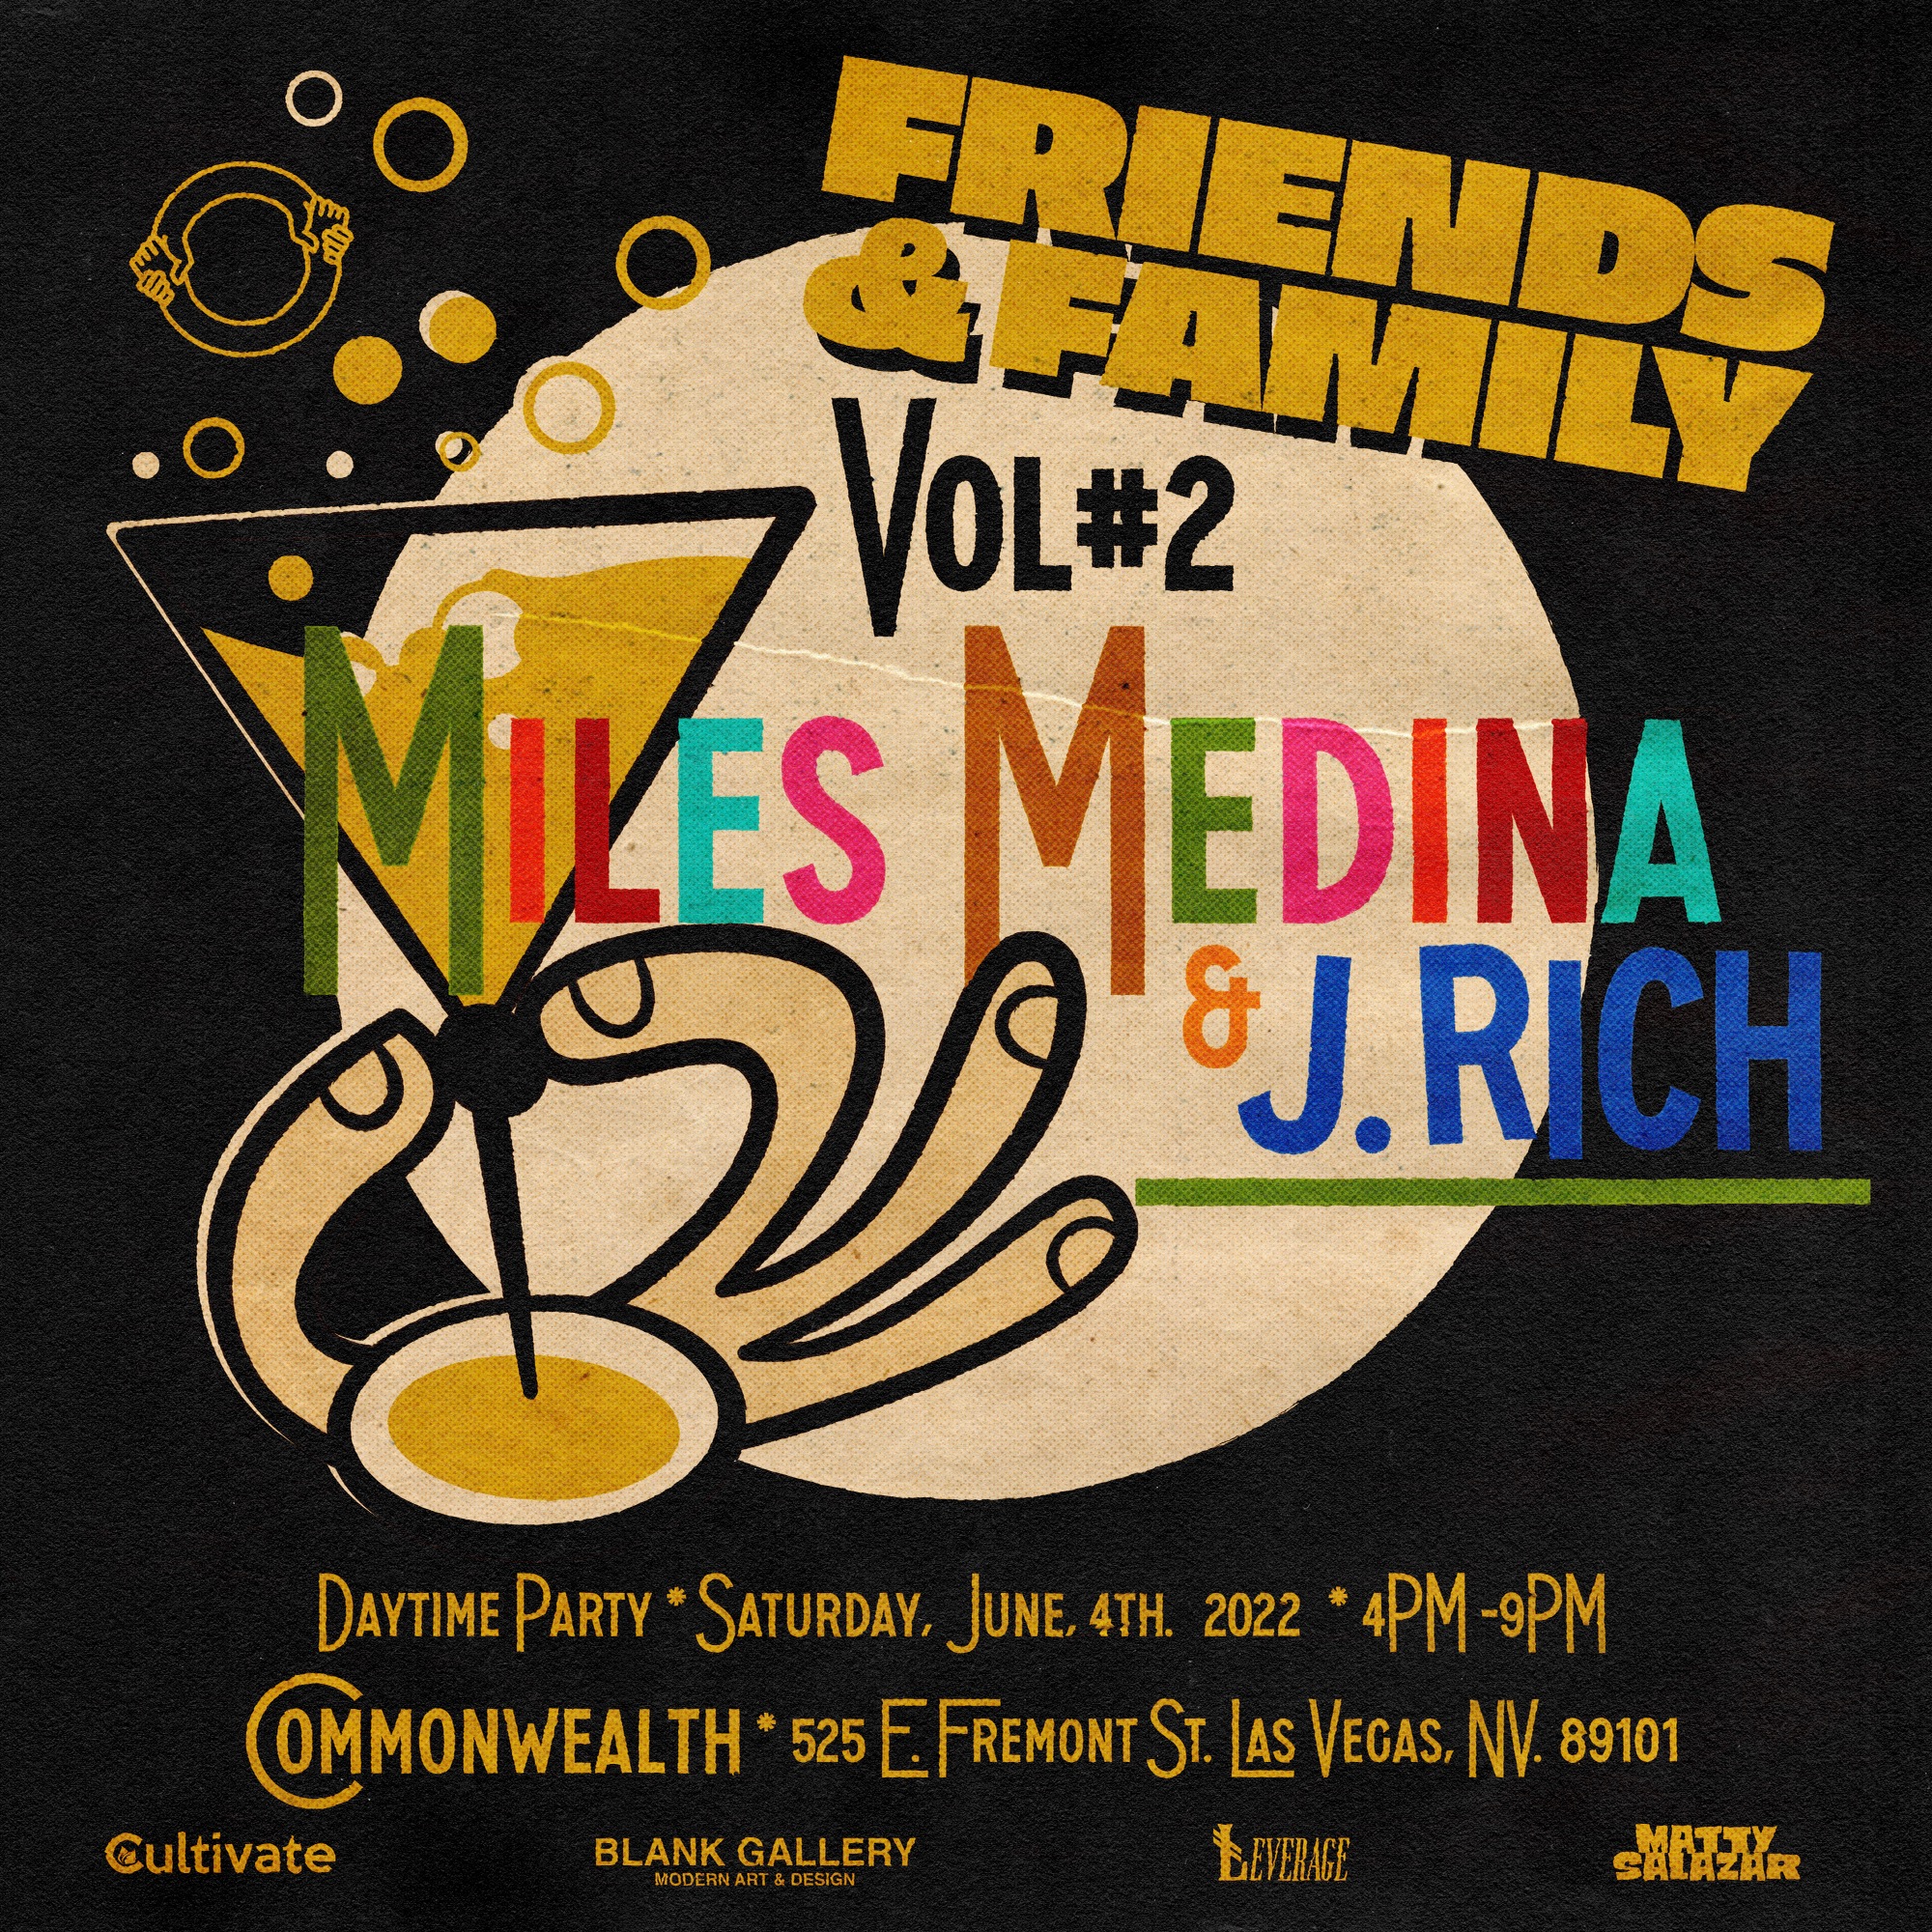 FRIENDS
& FAMILY
VOL #2
MILES MEDINA
& J. RICH
DAYTIME PARTY * SATURDAY, JUNE, 4TH. 2022 * 4PM -9PM
COMMONWEALTH * 525 E. FREMONT ST. LAS VEGAS, NV. 89101
Cultivate
BLANK GALLERY
MODERN ART & DESIGN
LEVERAGE
MATTY
SALAZAR